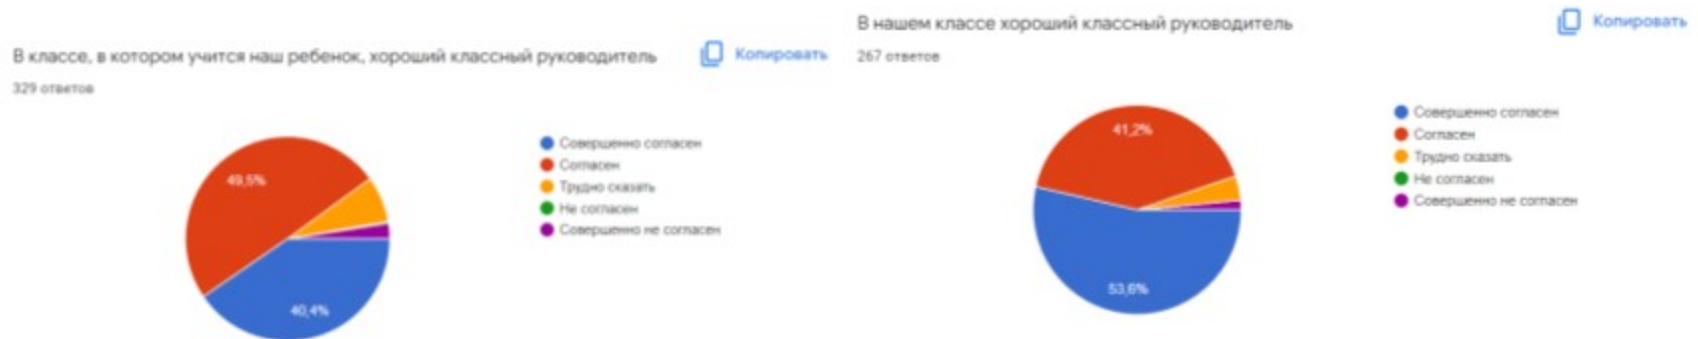 В классе, в котором учится наш ребенок, хороший классный руководитель
Копировать
329 ответов
49,5%
40,4%
Совершенно согласен
Согласен
Трудно сказать
Не согласен
Совершенно не согласен
В нашем классе хороший классный руководитель
Копировать
267 ответов
41,2%
53,6%
Совершенно согласен
Согласен
Трудно сказать
Не согласен
Совершенно не согласен